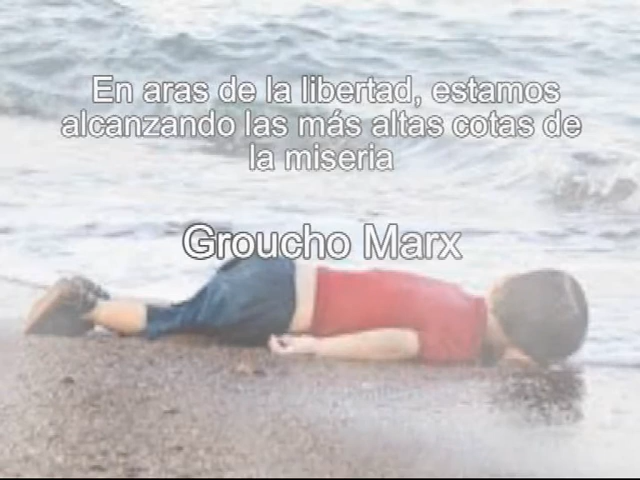 En aras de la libertad, estamos
alcanzando las más altas cotas de
la miseria
Groucho Marx